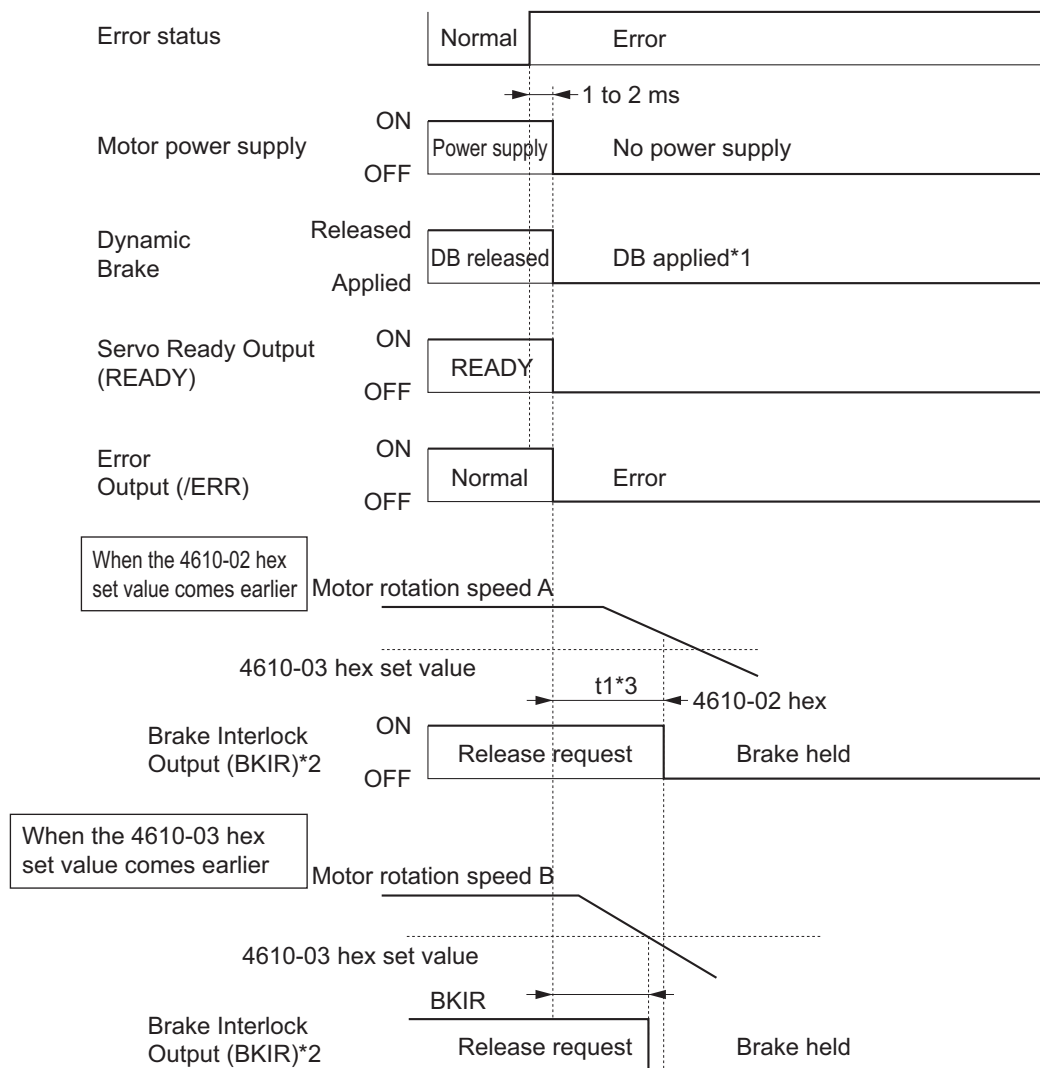 Error status
Normal
Error
1 to 2 ms
Motor power supply
ON
OFF
Power supply
No power supply
Dynamic
Brake
Released
Applied
DB released
DB applied*1
Servo Ready Output
(READY)
ON
OFF
READY
Error
Output (/ERR)
ON
OFF
Normal
Error
When the 4610-02 hex
set value comes earlier
Motor rotation speed A
4610-03 hex set value
t1*3
4610-02 hex
Brake Interlock
Output (BKIR)*2
ON
OFF
Release request
Brake held
When the 4610-03 hex
set value comes earlier
Motor rotation speed B
4610-03 hex set value
BKIR
Brake Interlock
Output (BKIR)*2
Release request
Brake held